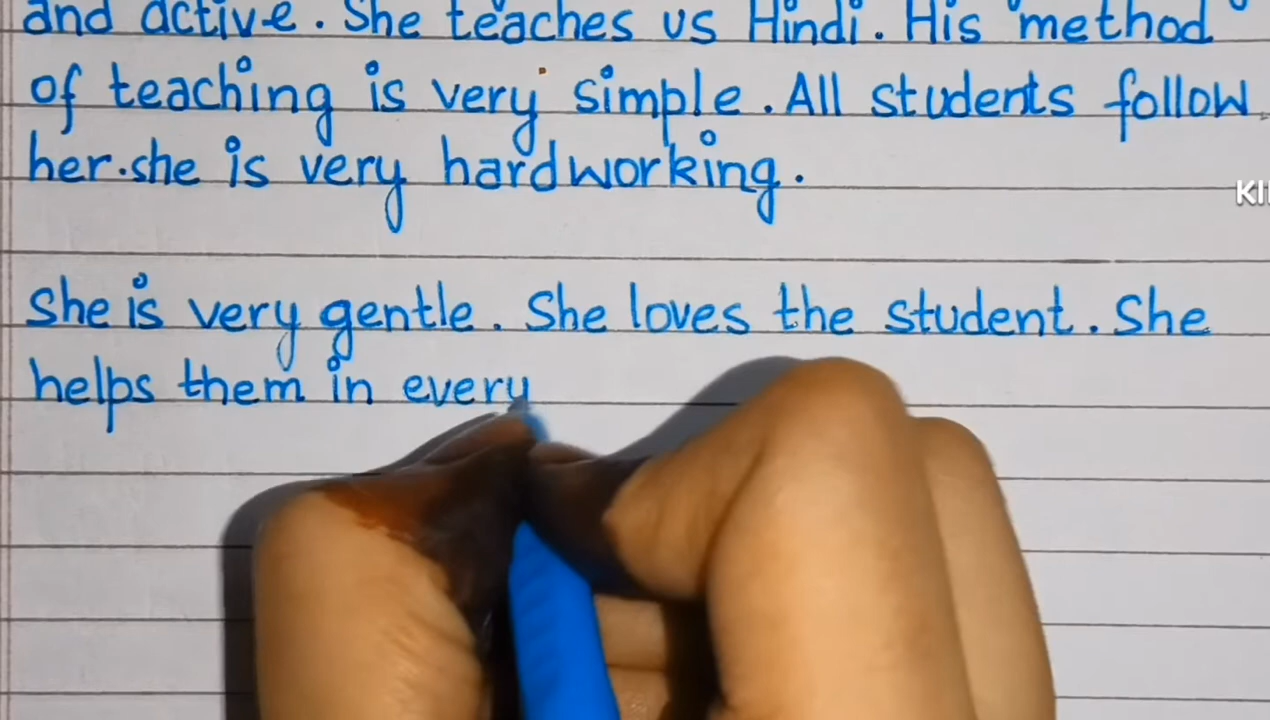 and active. She teaches us Hindi. His method
of teaching is very simple. All students follow
her. she is very hardworking.
She is very gentle. She loves the student. She
helps them in every